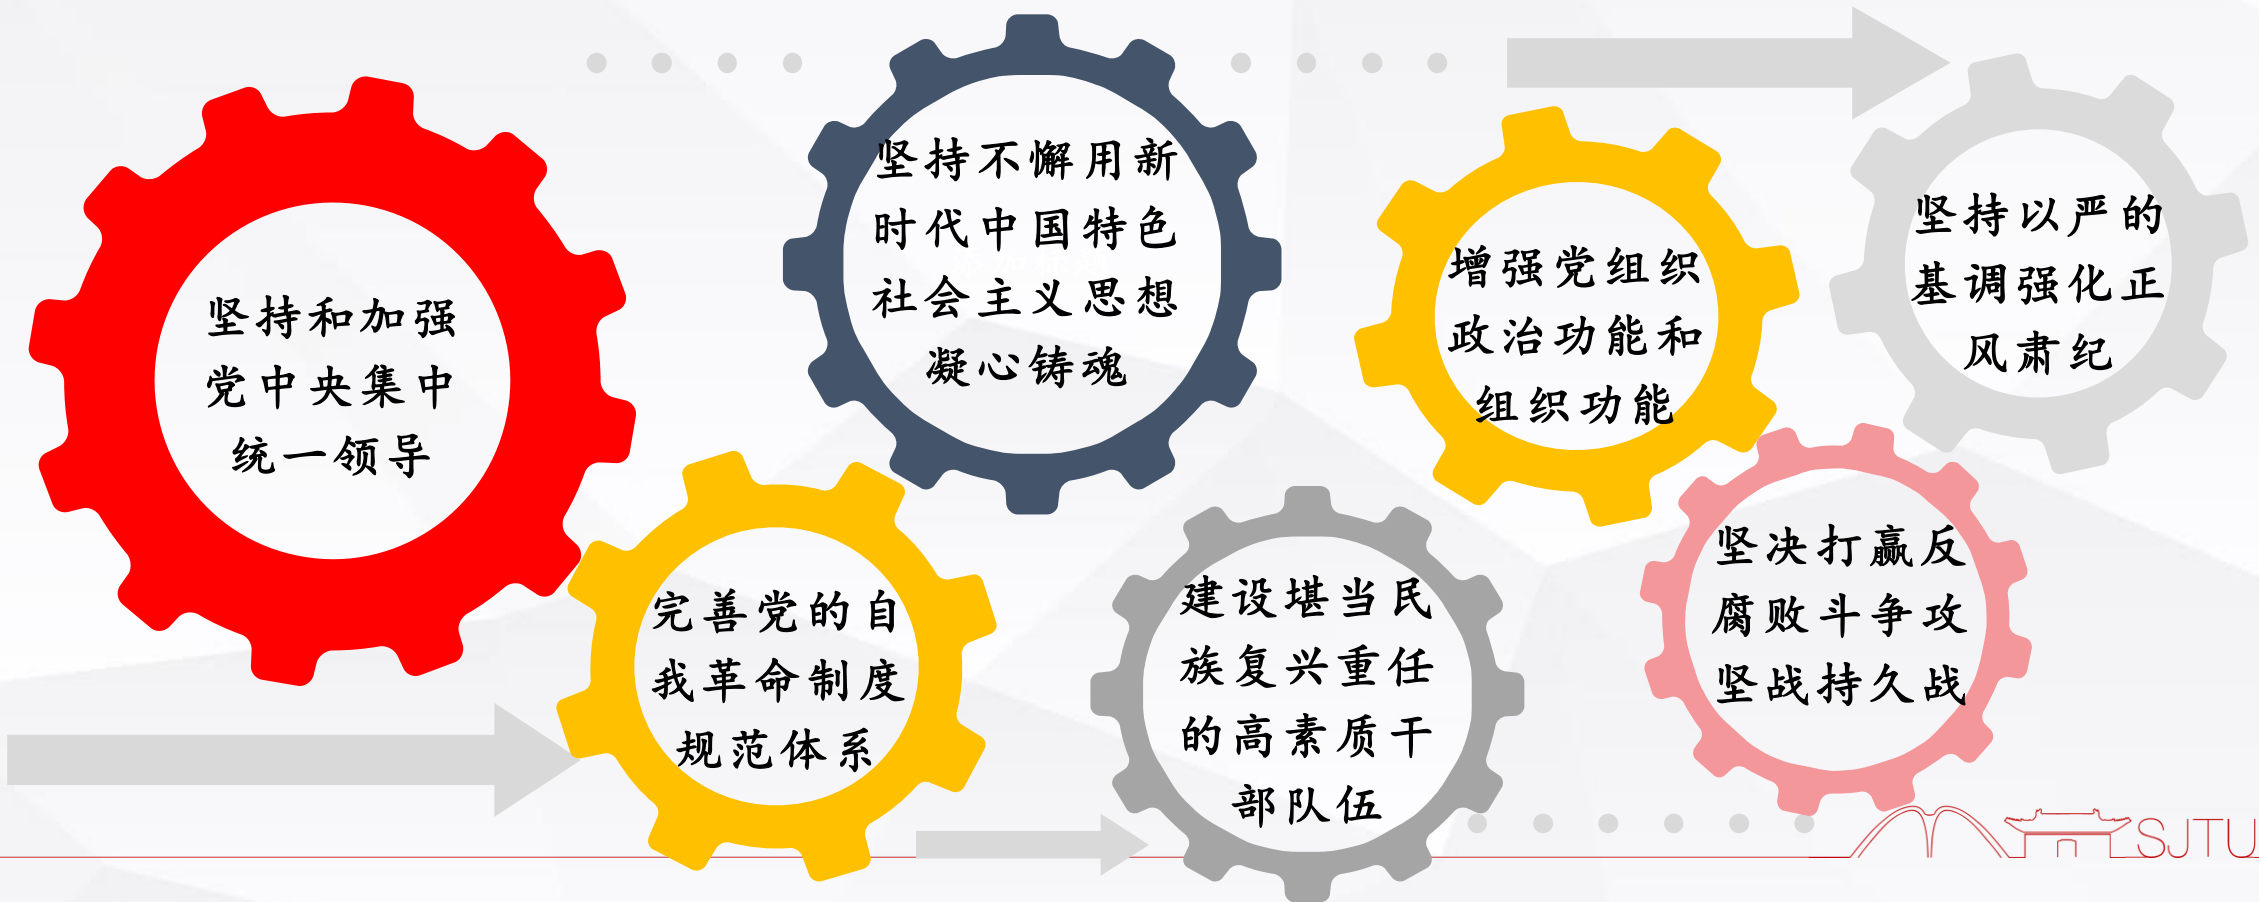 坚持和加强
党中央集中
统一领导
坚持不懈用新
时代中国特色
社会主义思想
凝心铸魂
完善党的自
我革命制度
规范体系
建设堪当民
族复兴重任
的高素质干
部队伍
增强党组织
政治功能和
组织功能
坚持以严的
基调强化正
风肃纪
坚决打赢反
腐败斗争攻
坚战持久战
SJTU